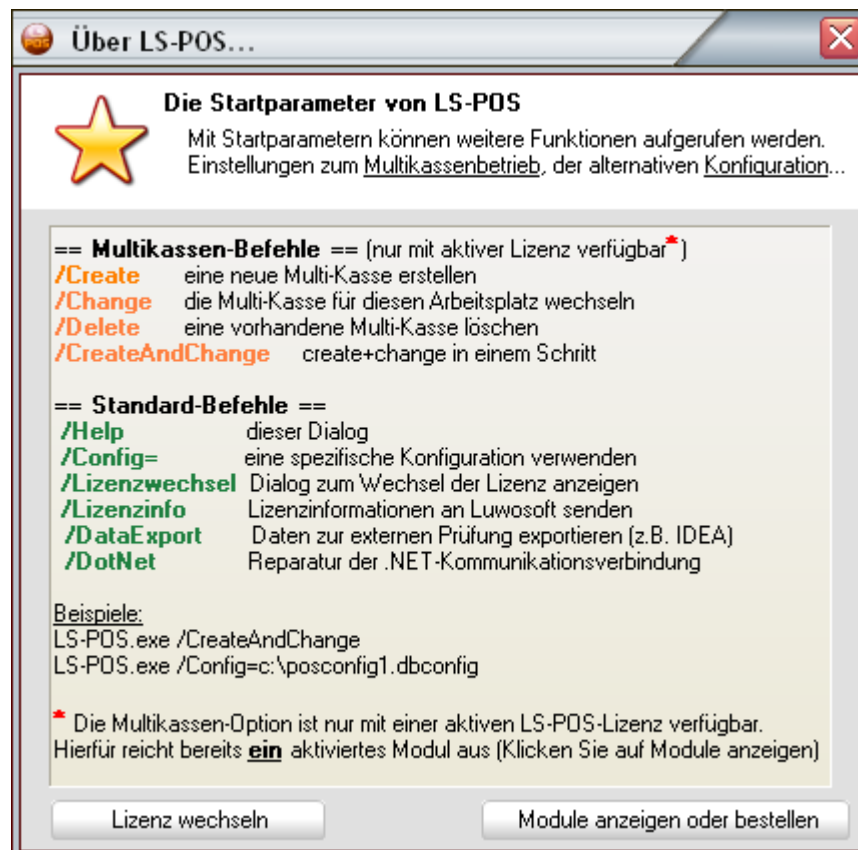 POS
Über LS-POS...
Die Startparameter von LS-POS
Mit Startparametern können weitere Funktionen aufgerufen werden.
Einstellungen zum Multikassenbetrieb, der alternativen Konfiguration...
== Multikassen-Befehle == (nur mit aktiver Lizenz verfügbar*)
/Create eine neue Multi-Kasse erstellen
/Change die Multi-Kasse für diesen Arbeitsplatz wechseln
/Delete eine vorhandene Multi-Kasse löschen
/CreateAndChange create+change in einem Schritt
== Standard-Befehle ==
/Help dieser Dialog
/Config= eine spezifische Konfiguration verwenden
/Lizenzwechsel Dialog zum Wechsel der Lizenz anzeigen
/Lizenzinfo Lizenzinformationen an Luwosoft senden
/DataExport Daten zur externen Prüfung exportieren (z.B. IDEA)
/DotNet Reparatur der .NET-Kommunikationsverbindung
Beispiele:
LS-POS.exe /CreateAndChange
LS-POS.exe /Config=c:\posconfig1.dbconfig
* Die Multikassen-Option ist nur mit einer aktiven LS-POS-Lizenz verfügbar.
Hierfür reicht bereits ein aktiviertes Modul aus (Klicken Sie auf Module anzeigen)
Lizenz wechseln
Module anzeigen oder bestellen